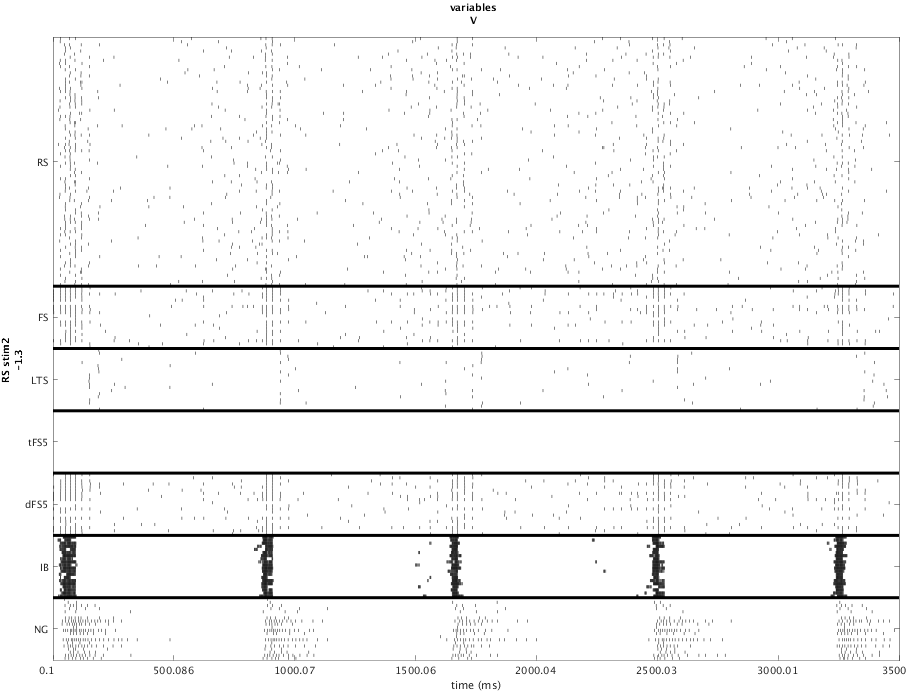 variables
V
RS
FS
LTS
tFS5
dFS5
IB
NG
RS stim2
-1.3
0.1 500.086 1000.07 1500.06 2000.04 2500.03 3000.01 3500
time (ms)